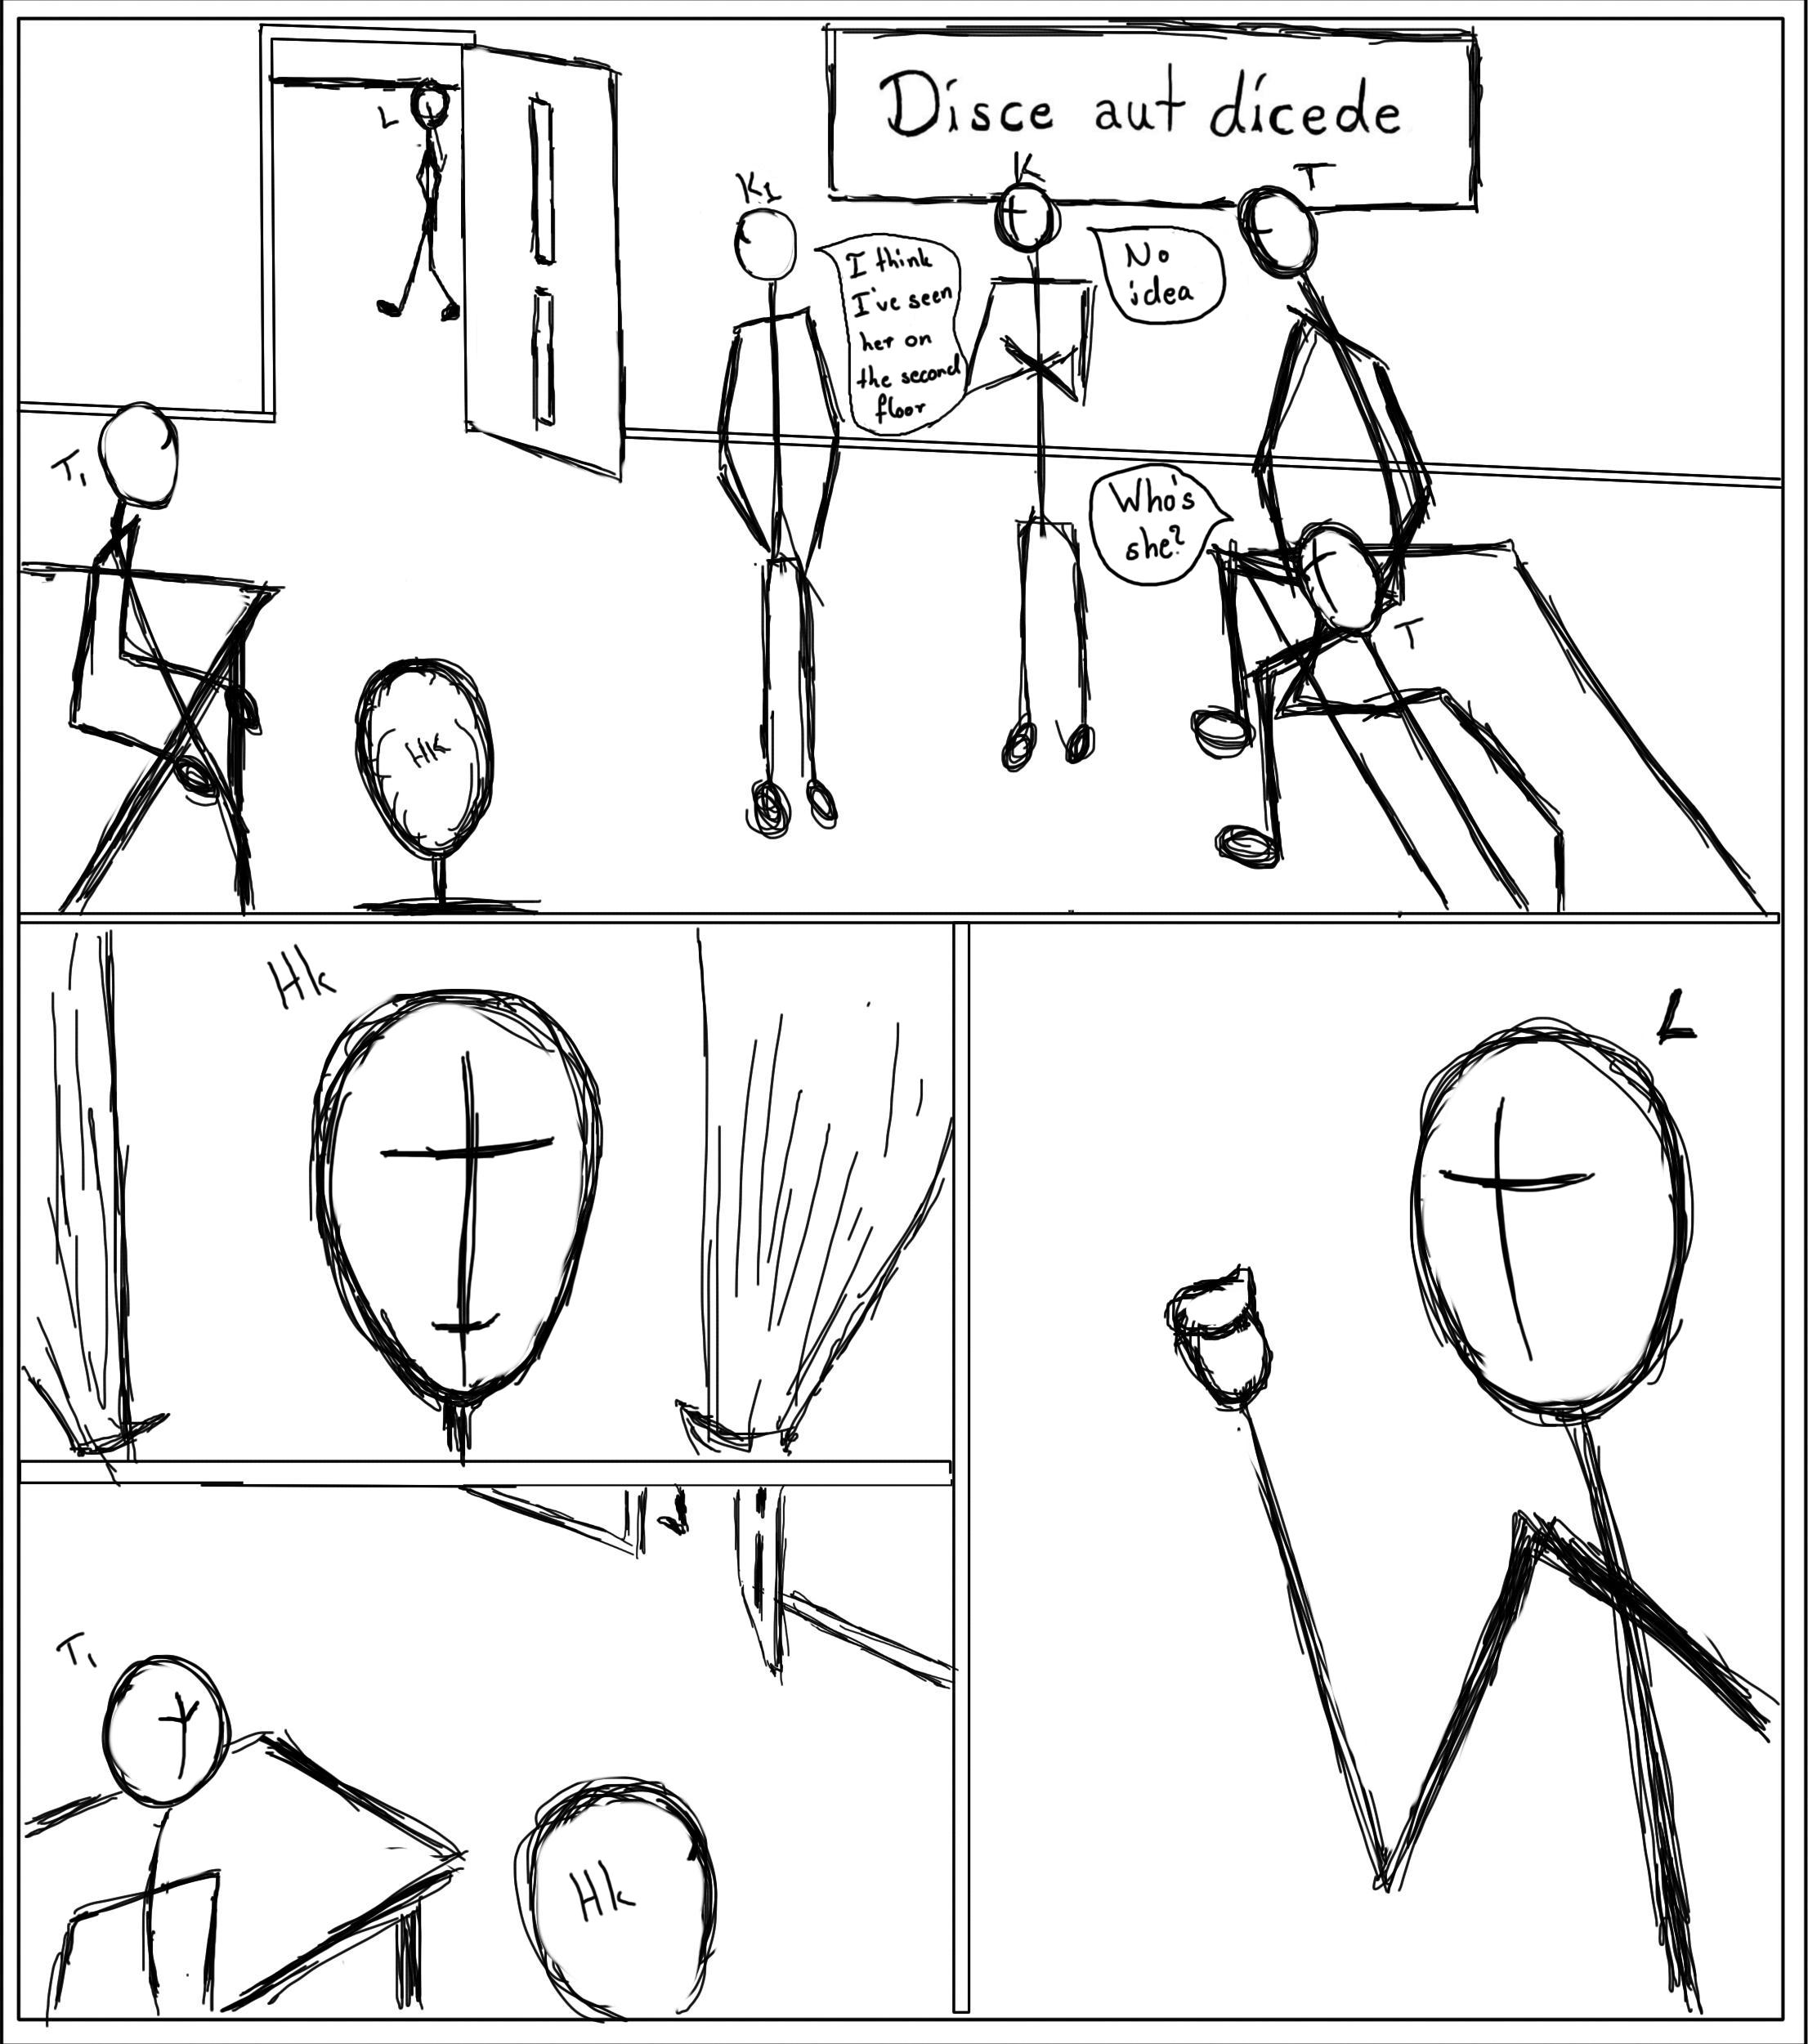 Disce aut dicede
L
K1
K
T
I think
I've seen
her on
the second
floor
No
idea
T1
Who's
she?
T
HK
HK
L
T1
HK